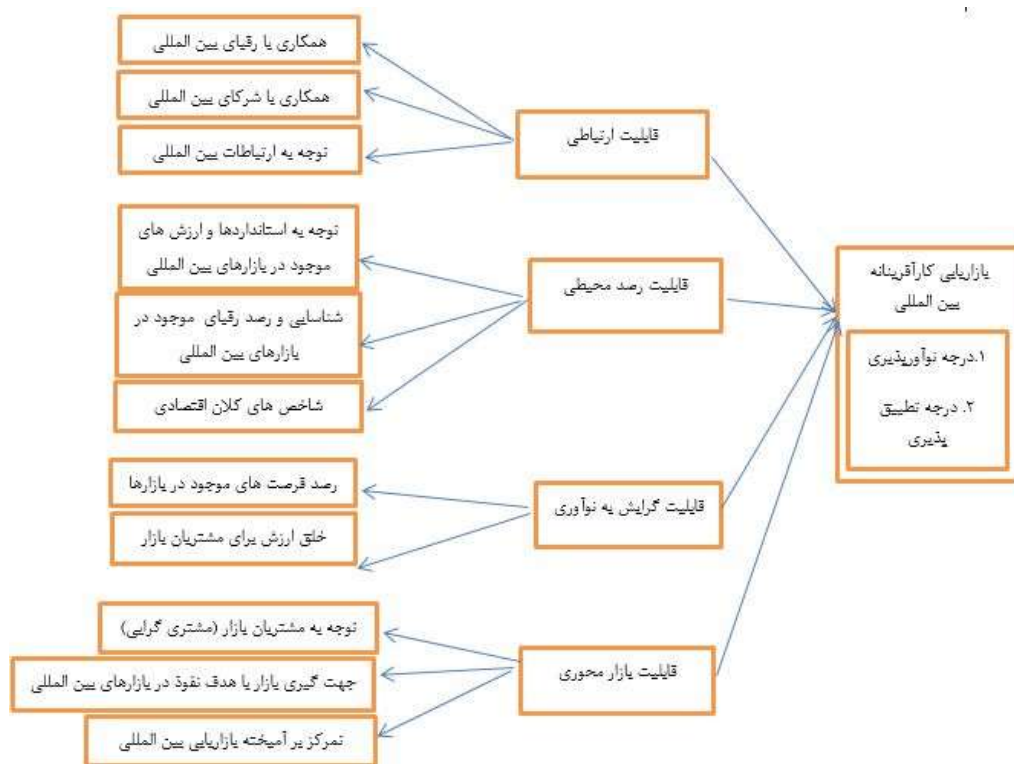 همکاری با رقبای بین المللی
همکاری با شرکای بین المللی
توجه به ارتباطات بین المللی
قابلیت ارتباطی
توجه به استانداردها و ارزش های
موجود در بازارهای بین المللی
شناسایی و رصد رقبای موجود در
بازارهای بین المللی
شاخص های کلان اقتصادی
قابلیت رصد محیطی
رصد فرصت های موجود در بازارها
خلق ارزش برای مشتریان بازار
قابلیت گرایش به نوآوری
توجه به مشتریان بازار (مشتری گرایی)
جهت گیری بازار با هدف نفوذ در بازارهای بین المللی
تمرکز بر آمیخته بازاریابی بین المللی
قابلیت بازار محوری
بازاریابی کارآفرینانه
بین المللی
۱.درجه نوآورپذیری
۲. درجه تطبیق
پذیری